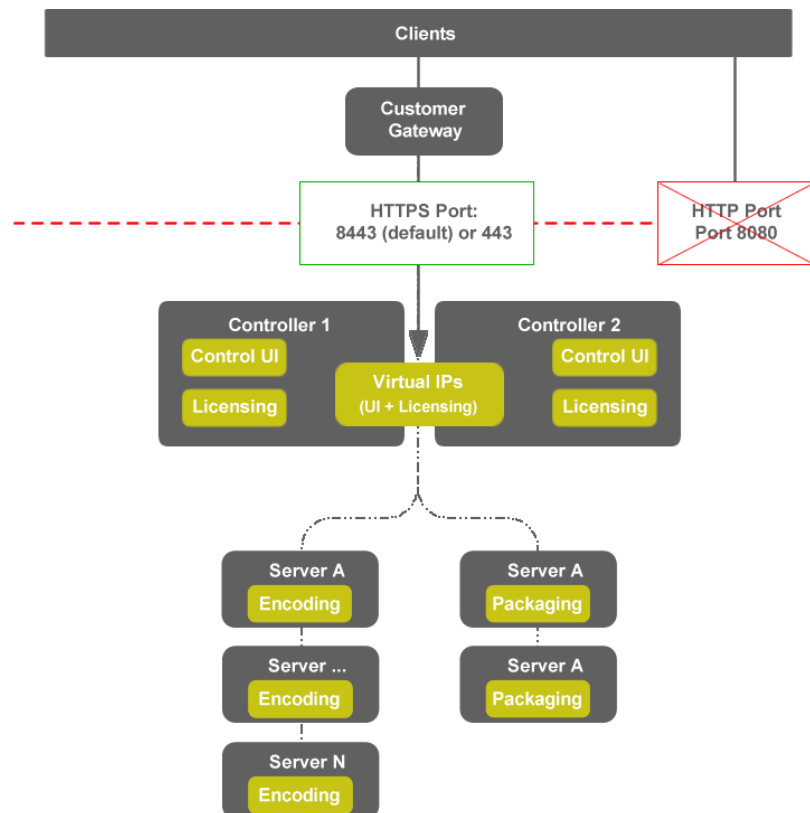 Clients
Customer
Gateway
HTTPS Port:
8443 (default) or 443
HTTP Port
Port 8080
Controller 1
Control UI
Licensing
Virtual IPs
(UI + Licensing)
Controller 2
Control UI
Licensing
Server A
Encoding
Server ...
Encoding
Server N
Encoding
Server A
Packaging
Server A
Packaging